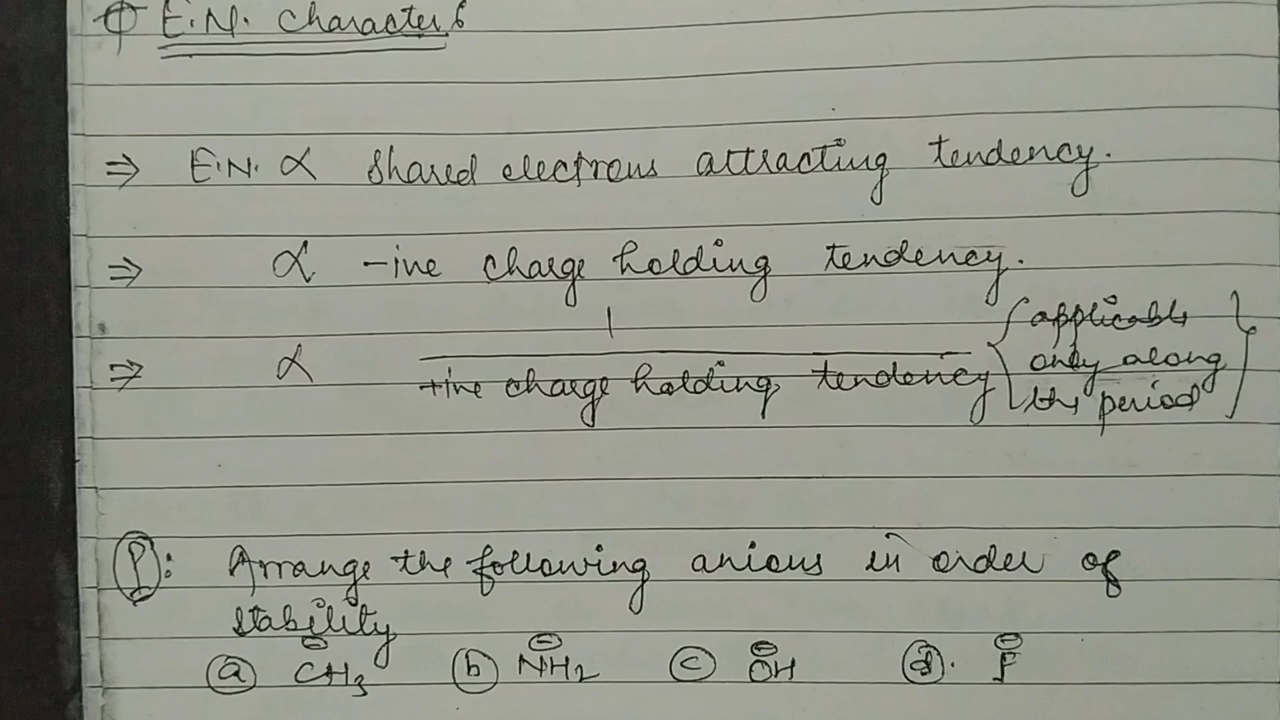 E.N. Character
⇒ E.N. ∝ shared electrons attracting tendency.
⇒ ∝ -ive charge holding tendency.
⇒ ∝ 1
+ive charge holding tendency { applicable
only along
the period }
(P): Arrange the following anions in order of
stability
(a) CH3⊖ (b) NH2⊖ (c) OH⊖ (d). F⊖